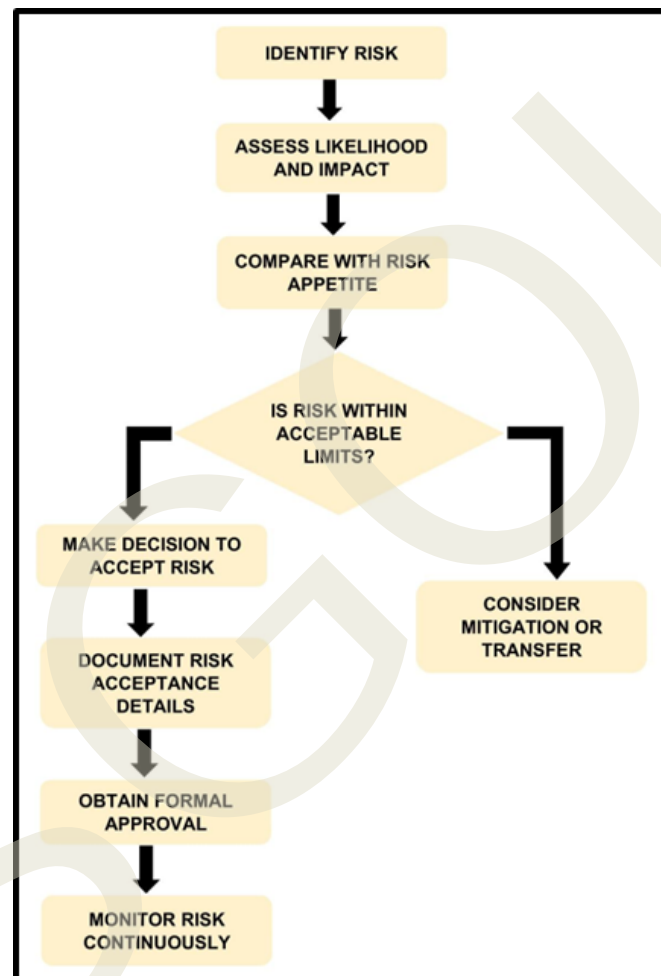 IDENTIFY RISK
ASSESS LIKELIHOOD
AND IMPACT
COMPARE WITH RISK
APPETITE
IS RISK WITHIN
ACCEPTABLE
LIMITS?
MAKE DECISION TO
ACCEPT RISK
DOCUMENT RISK
ACCEPTANCE
DETAILS
OBTAIN FORMAL
APPROVAL
MONITOR RISK
CONTINUOUSLY
CONSIDER
MITIGATION OR
TRANSFER